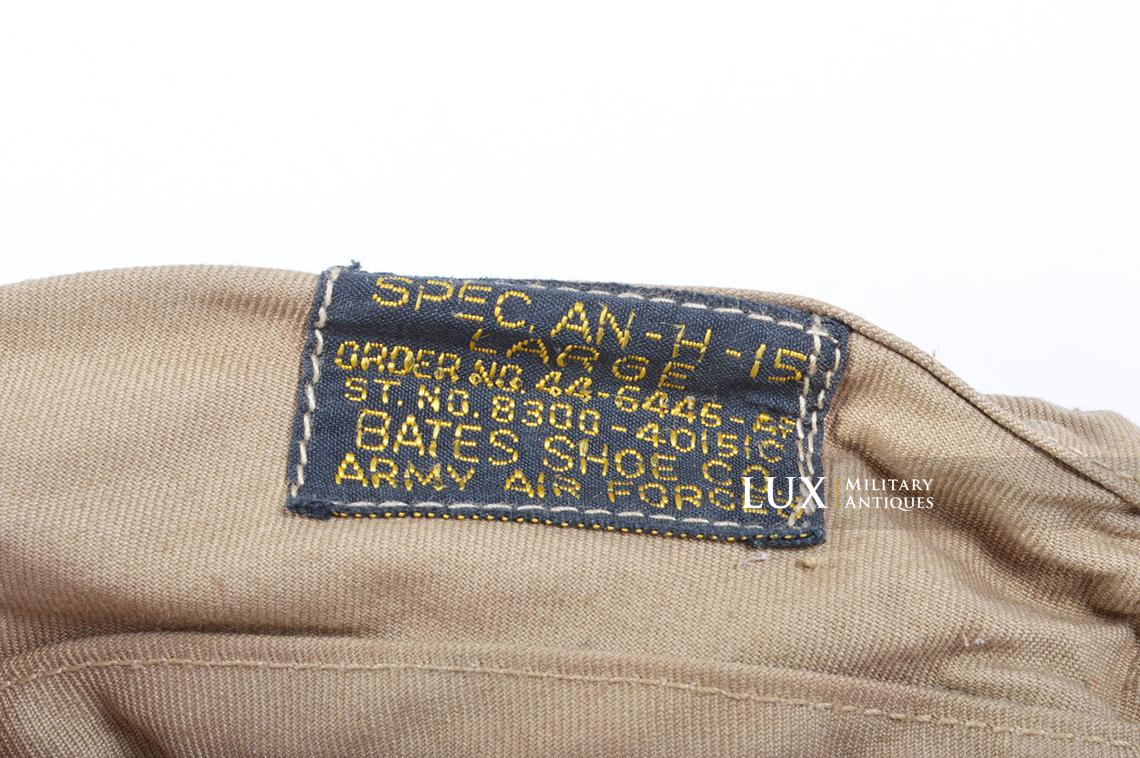 SPEC. AN-H-15
LARGE
ORDER NO. 44-6446-AF
ST. NO. 8300-401510
BATES SHOE CO.
ARMY AIR FORCES
LUX MILITARY
ANTIQUES